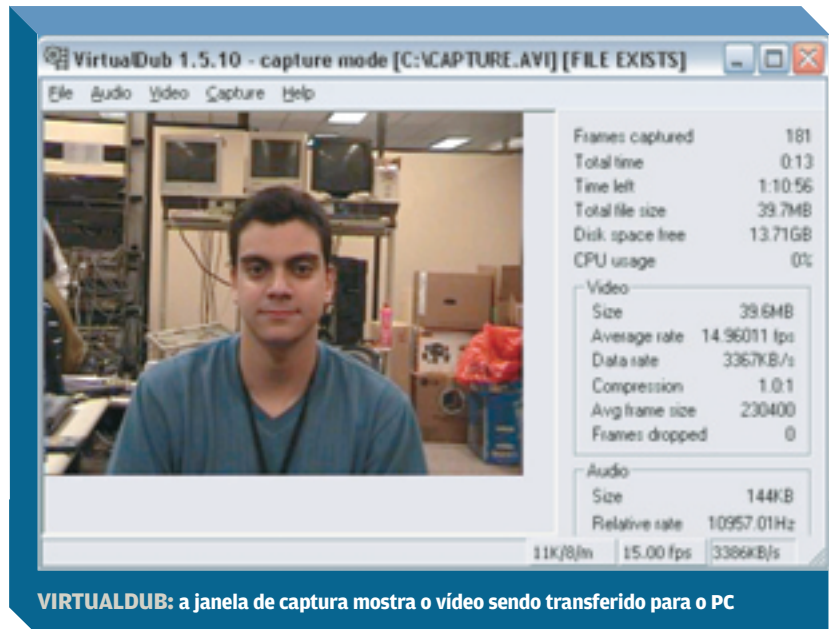 VirtualDub 1.5.10 - capture mode [C:\CAPTURE.AVI] [FILE EXISTS]
File Audio Video Capture Help
Frames captured 181
Total time 0:13
Time left 1:10:56
Total file size 39.7MB
Disk space free 13.71GB
CPU usage 0%
Video
Size 39.6MB
Average rate 14.96011 fps
Data rate 3367KB/s
Compression 1.0:1
Avg frame size 230400
Frames dropped 0
Audio
Size 144KB
Relative rate 10957.01Hz
11K/8/m 15.00 fps 3386KB/s
VIRTUALDUB: a janela de captura mostra o vídeo sendo transferido para o PC